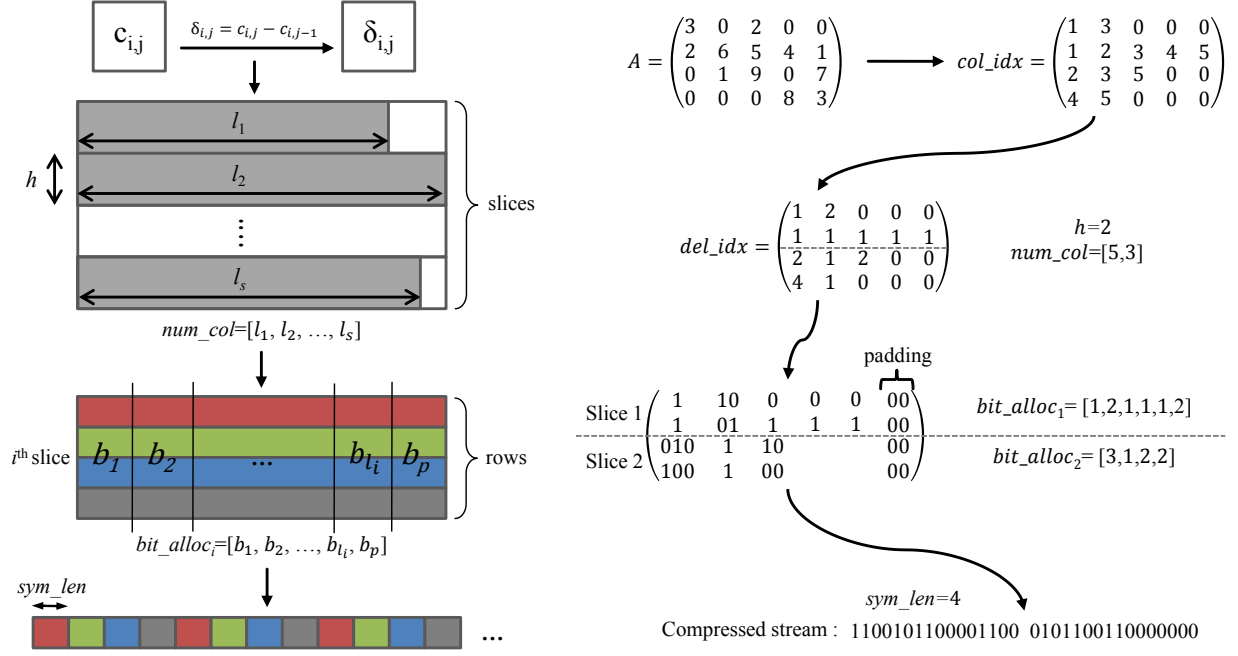 c_{i,j}
δ_{i,j} = c_{i,j} − c_{i,j−1}
δ_{i,j}
l_1
h
l_2
slices
l_s
num_col=[l_1, l_2, …, l_s]
i^{th} slice
b_1 b_2 ... b_{l_i} b_p
rows
bit_alloc_i=[b_1, b_2, …, b_{l_i}, b_p]
sym_len
...
A =
3 0 2 0 0
2 6 5 4 1
0 1 9 0 7
0 0 0 8 3
col_idx =
1 3 0 0 0
1 2 3 4 5
2 3 5 0 0
4 5 0 0 0
del_idx =
1 2 0 0 0
1 1 1 1 1
2 1 2 0 0
4 1 0 0 0
h=2
num_col=[5,3]
padding
Slice 1
1 10 0 0 0 00
1 01 1 1 1 00
Slice 2
010 1 10 00
100 1 00 00
bit_alloc_1= [1,2,1,1,1,2]
bit_alloc_2= [3,1,2,2]
sym_len=4
Compressed stream : 1100101100001100 0101100110000000